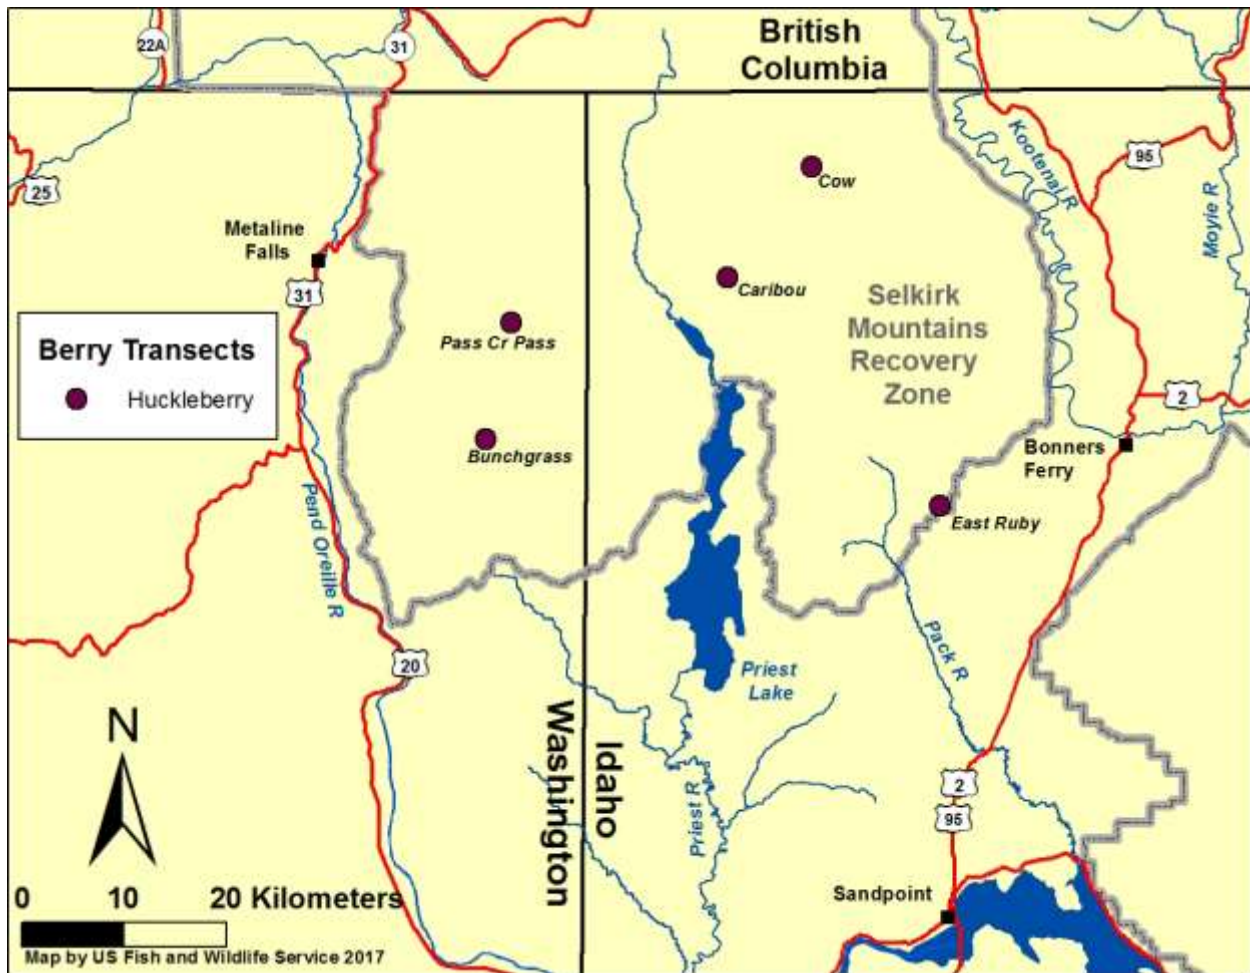 British
Columbia
22A
31
Kootenai R
95
25
Cow
Moyie R
Metaline
Falls
31
Caribou
Selkirk
Mountains
Recovery
Zone
Pass Cr Pass
Berry Transects
Huckleberry
2
Bunchgrass
Bonners
Ferry
Pend Oreille R
East Ruby
20
Pack R
Priest
Lake
N
Washington
Idaho
2
95
Priest R
0 10 20 Kilometers
Sandpoint
Map by US Fish and Wildlife Service 2017